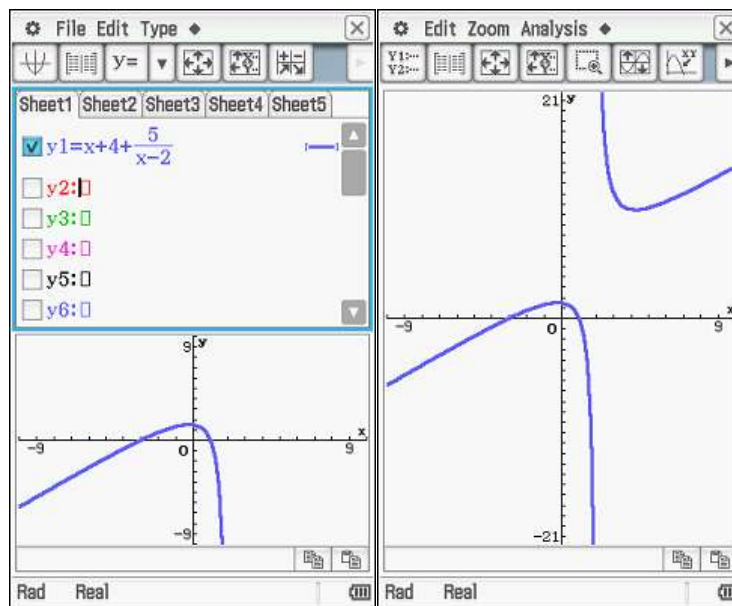 File Edit Type ◆
Y=
Sheet1 Sheet2 Sheet3 Sheet4 Sheet5
y1=x+4+5/(x-2)
y2:
y3:
y4:
y5:
y6:
9 y
-9 0 9 x
-9
Rad Real
Edit Zoom Analysis ◆
Y1:...
Y2:...
XY
21 y
-9 0 9 x
-21
Rad Real